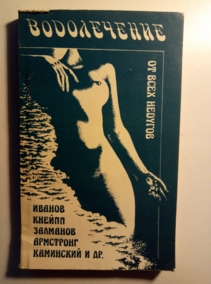 ВОДОЛЕЧЕНИЕ
ОТ ВСЕХ НЕДУГОВ
ИВАНОВ
КНЕЙПП
ЗАЛМАНОВ
АРМСТРОНГ
КАМИНСКИЙ И ДР.